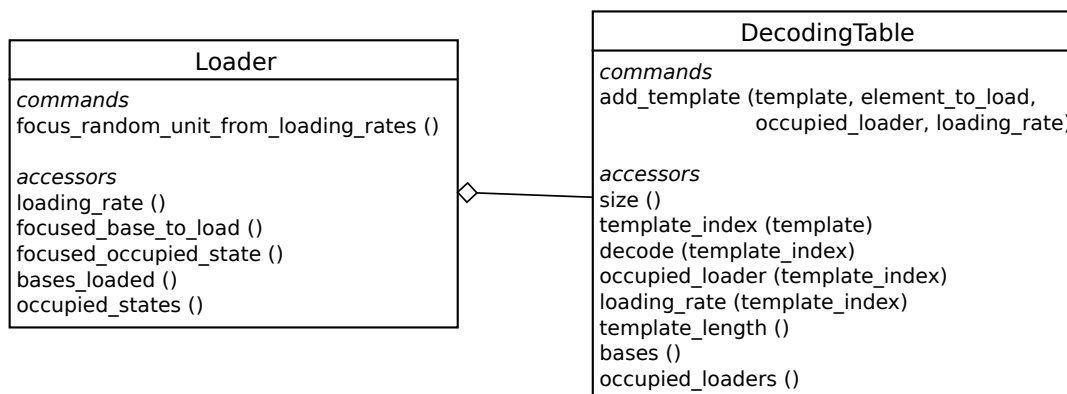 Loader
commands
focus_random_unit_from_loading_rates ()
accessors
loading_rate ()
focused_base_to_load ()
focused_occupied_state ()
bases_loaded ()
occupied_states ()
DecodingTable
commands
add_template (template, element_to_load,
occupied_loader, loading_rate)
accessors
size ()
template_index (template)
decode (template_index)
occupied_loader (template_index)
loading_rate (template_index)
template_length ()
bases ()
occupied_loaders ()